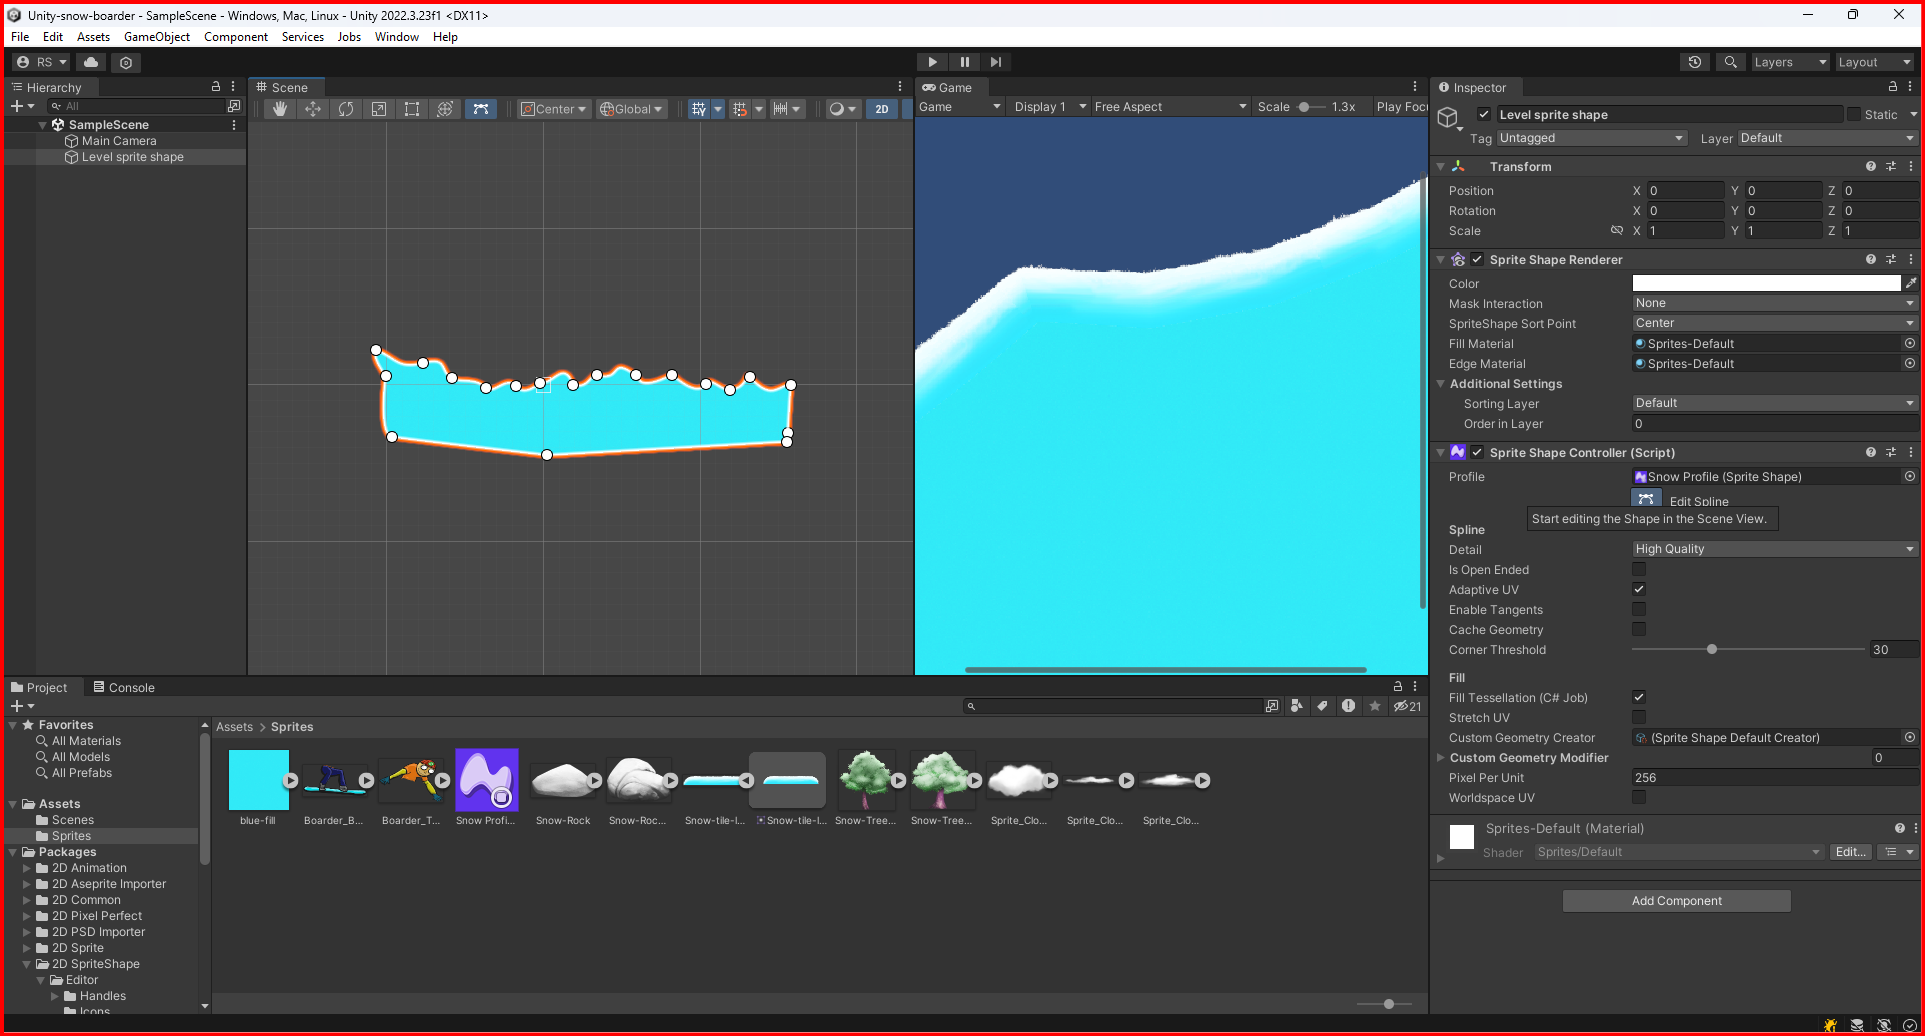 Unity-snow-boarder - SampleScene - Windows, Mac, Linux - Unity 2022.3.23f1 <DX11>
File Edit Assets GameObject Component Services Jobs Window Help
RS
Layers Layout
Hierarchy
All
SampleScene
Main Camera
Level sprite shape
Scene
Center Global 2D
Game
Game Display 1 Free Aspect Scale 1.3x Play Focu
Inspector
Level sprite shape Static
Tag Untagged Layer Default
Transform
Position X 0 Y 0 Z 0
Rotation X 0 Y 0 Z 0
Scale X 1 Y 1 Z 1
Sprite Shape Renderer
Color
Mask Interaction None
SpriteShape Sort Point Center
Fill Material Sprites-Default
Edge Material Sprites-Default
Additional Settings
Sorting Layer Default
Order in Layer 0
Sprite Shape Controller (Script)
Profile Snow Profile (Sprite Shape)
Edit Spline
Start editing the Shape in the Scene View.
Spline
Detail High Quality
Is Open Ended
Adaptive UV
Enable Tangents
Cache Geometry
Corner Threshold 30
Fill
Fill Tessellation (C# Job)
Stretch UV
Custom Geometry Creator (Sprite Shape Default Creator)
Custom Geometry Modifier 0
Pixel Per Unit 256
Worldspace UV
Sprites-Default (Material)
Shader Sprites/Default Edit...
Add Component
Project Console
21
Favorites
All Materials
All Models
All Prefabs
Assets
Scenes
Sprites
Packages
2D Animation
2D Aseprite Importer
2D Common
2D Pixel Perfect
2D PSD Importer
2D Sprite
2D SpriteShape
Editor
Handles
Icons
Assets > Sprites
blue-fill Boarder_B... Boarder_T... Snow Profi... Snow-Rock Snow-Roc... Snow-tile-l... Snow-tile-l... Snow-Tree... Snow-Tree... Sprite_Clo... Sprite_Clo... Sprite_Clo...